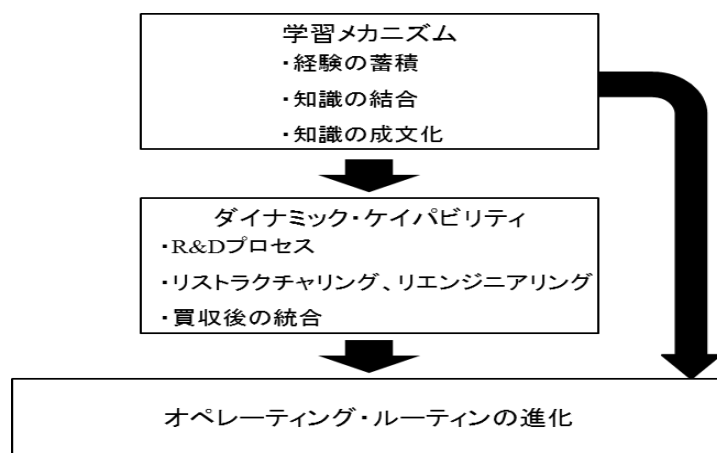 学習メカニズム
・経験の蓄積
・知識の結合
・知識の成文化
ダイナミック・ケイパビリティ
・R&Dプロセス
・リストラクチャリング、リエンジニアリング
・買収後の統合
オペレーティング・ルーティンの進化